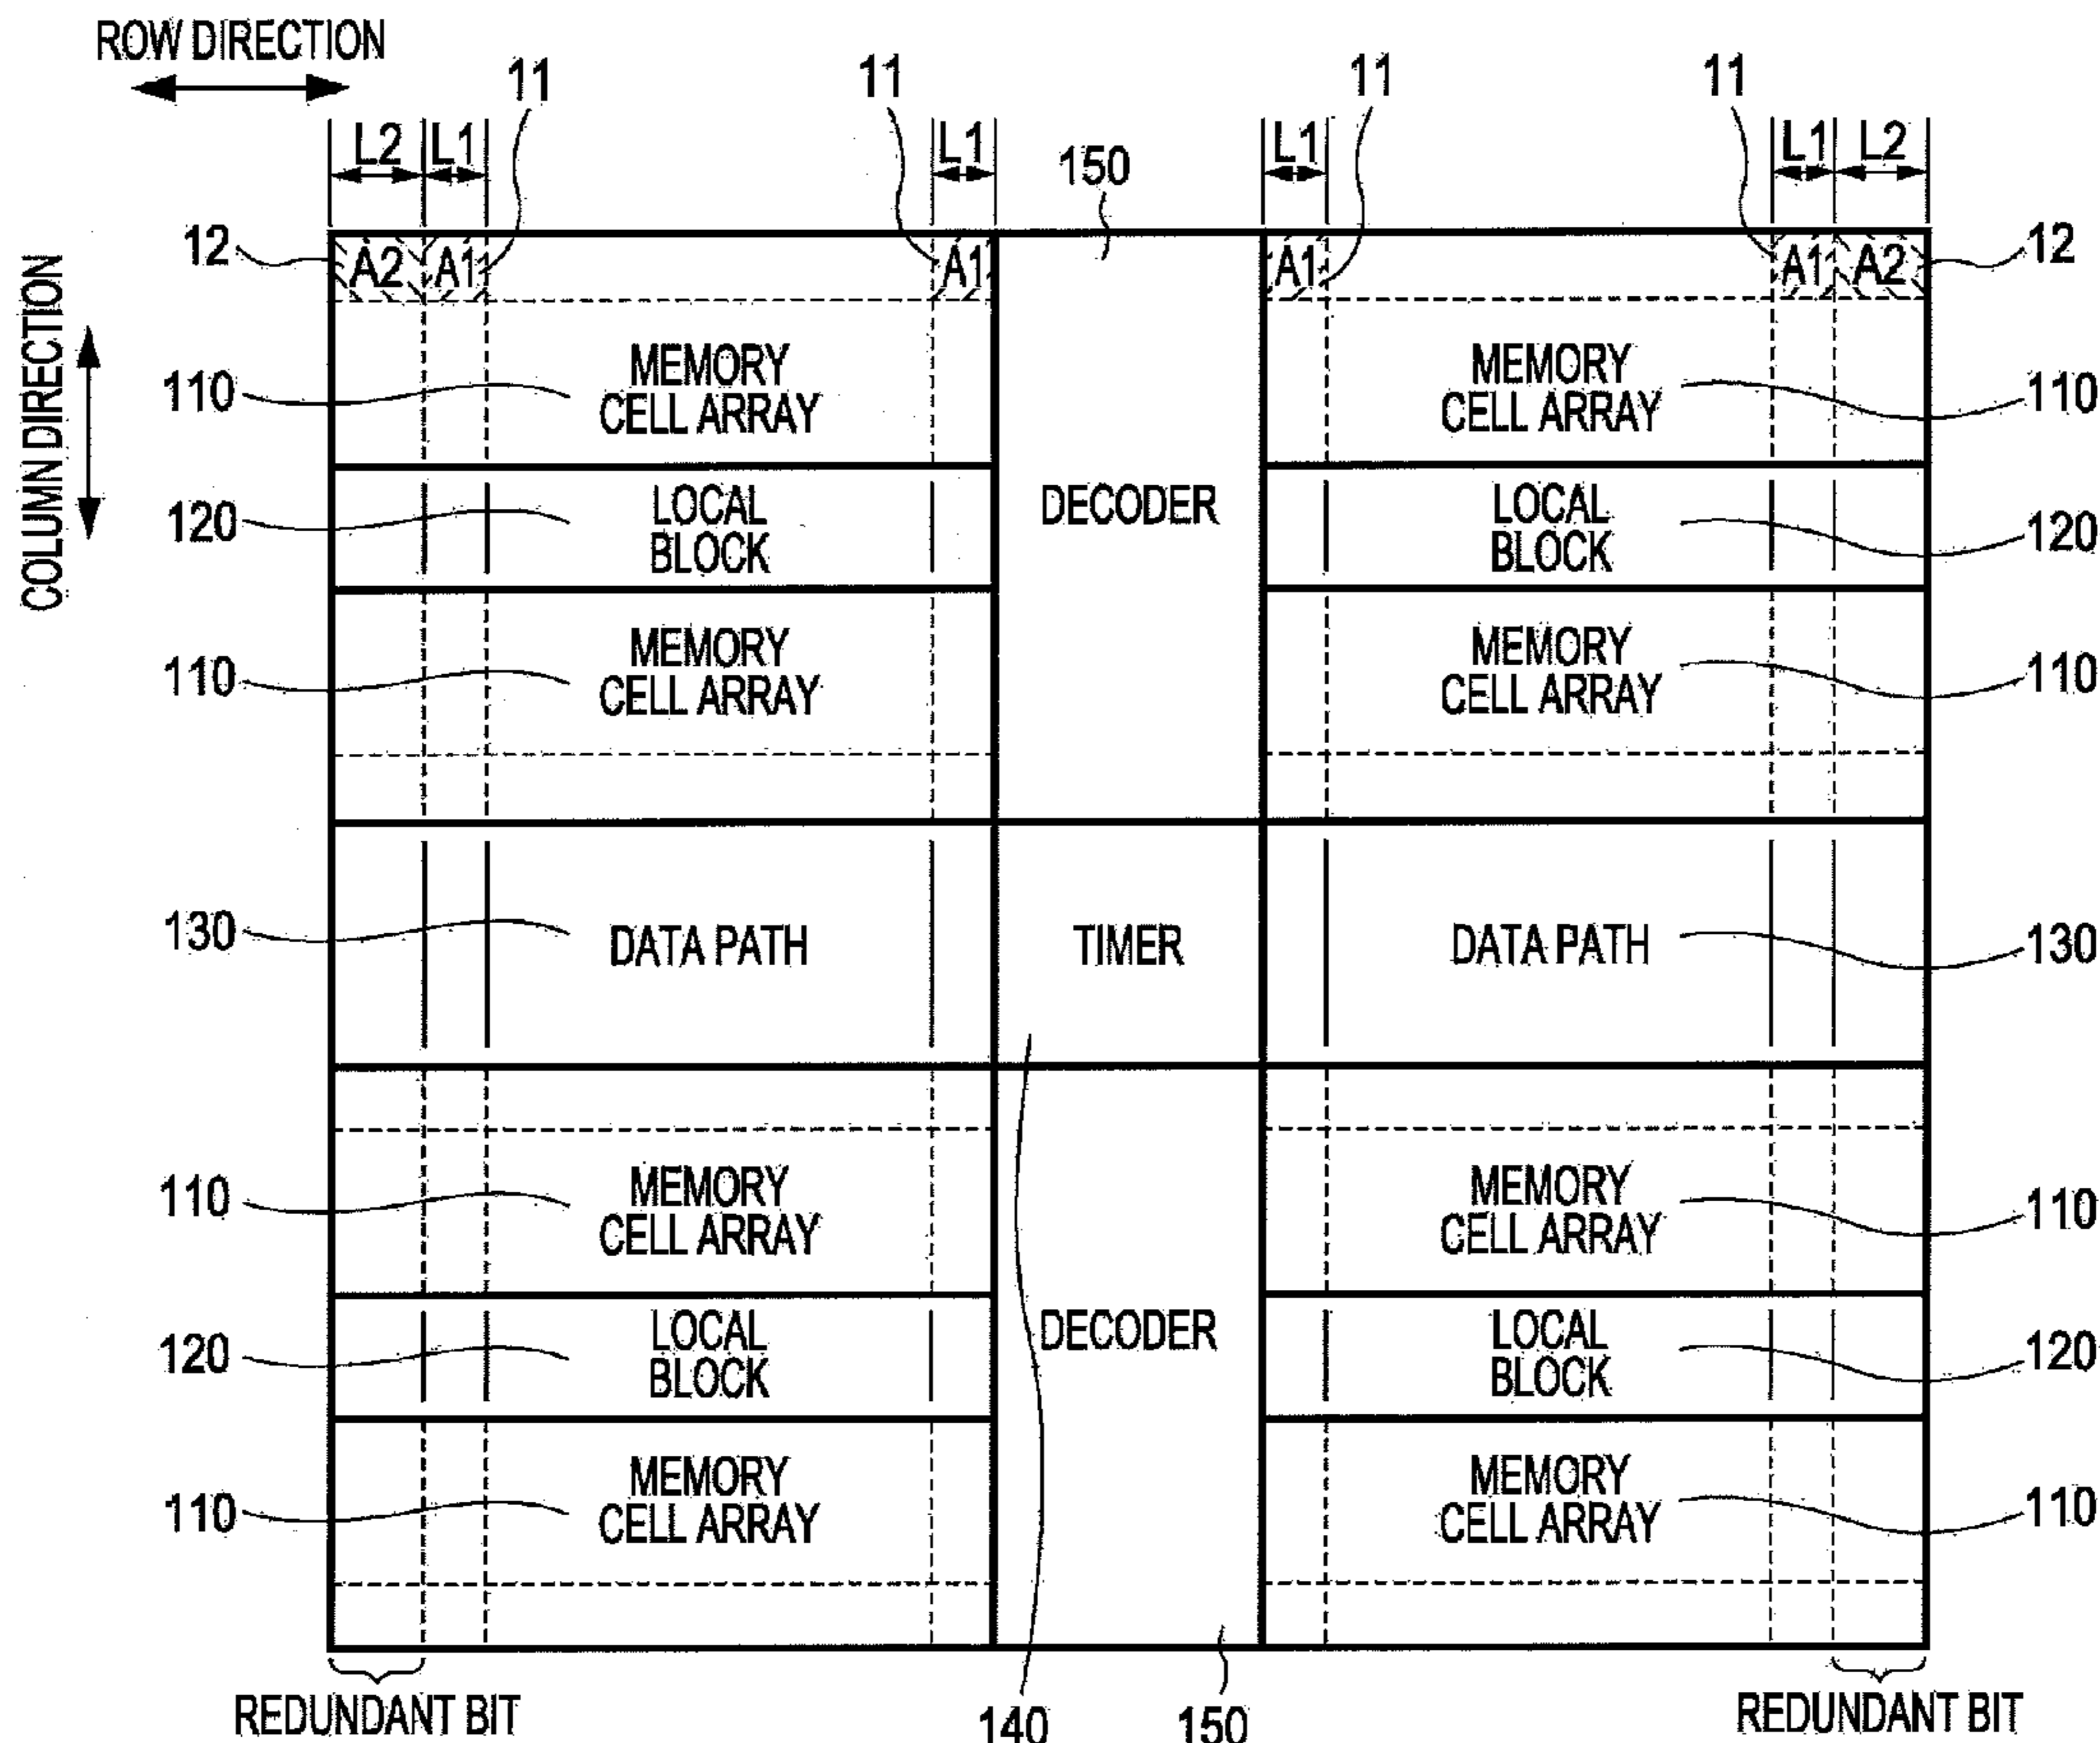 ROW DIRECTION
11 11 11 11
L2 L1 L1 150 L1 L1 L2
12 A2 A1 A1 A1 A1 A2 12
COLUMN DIRECTION
110 MEMORY CELL ARRAY MEMORY CELL ARRAY 110
120 LOCAL BLOCK DECODER LOCAL BLOCK 120
110 MEMORY CELL ARRAY MEMORY CELL ARRAY 110
130 DATA PATH TIMER DATA PATH 130
110 MEMORY CELL ARRAY MEMORY CELL ARRAY 110
120 LOCAL BLOCK DECODER LOCAL BLOCK 120
110 MEMORY CELL ARRAY MEMORY CELL ARRAY 110
REDUNDANT BIT 140 150 REDUNDANT BIT